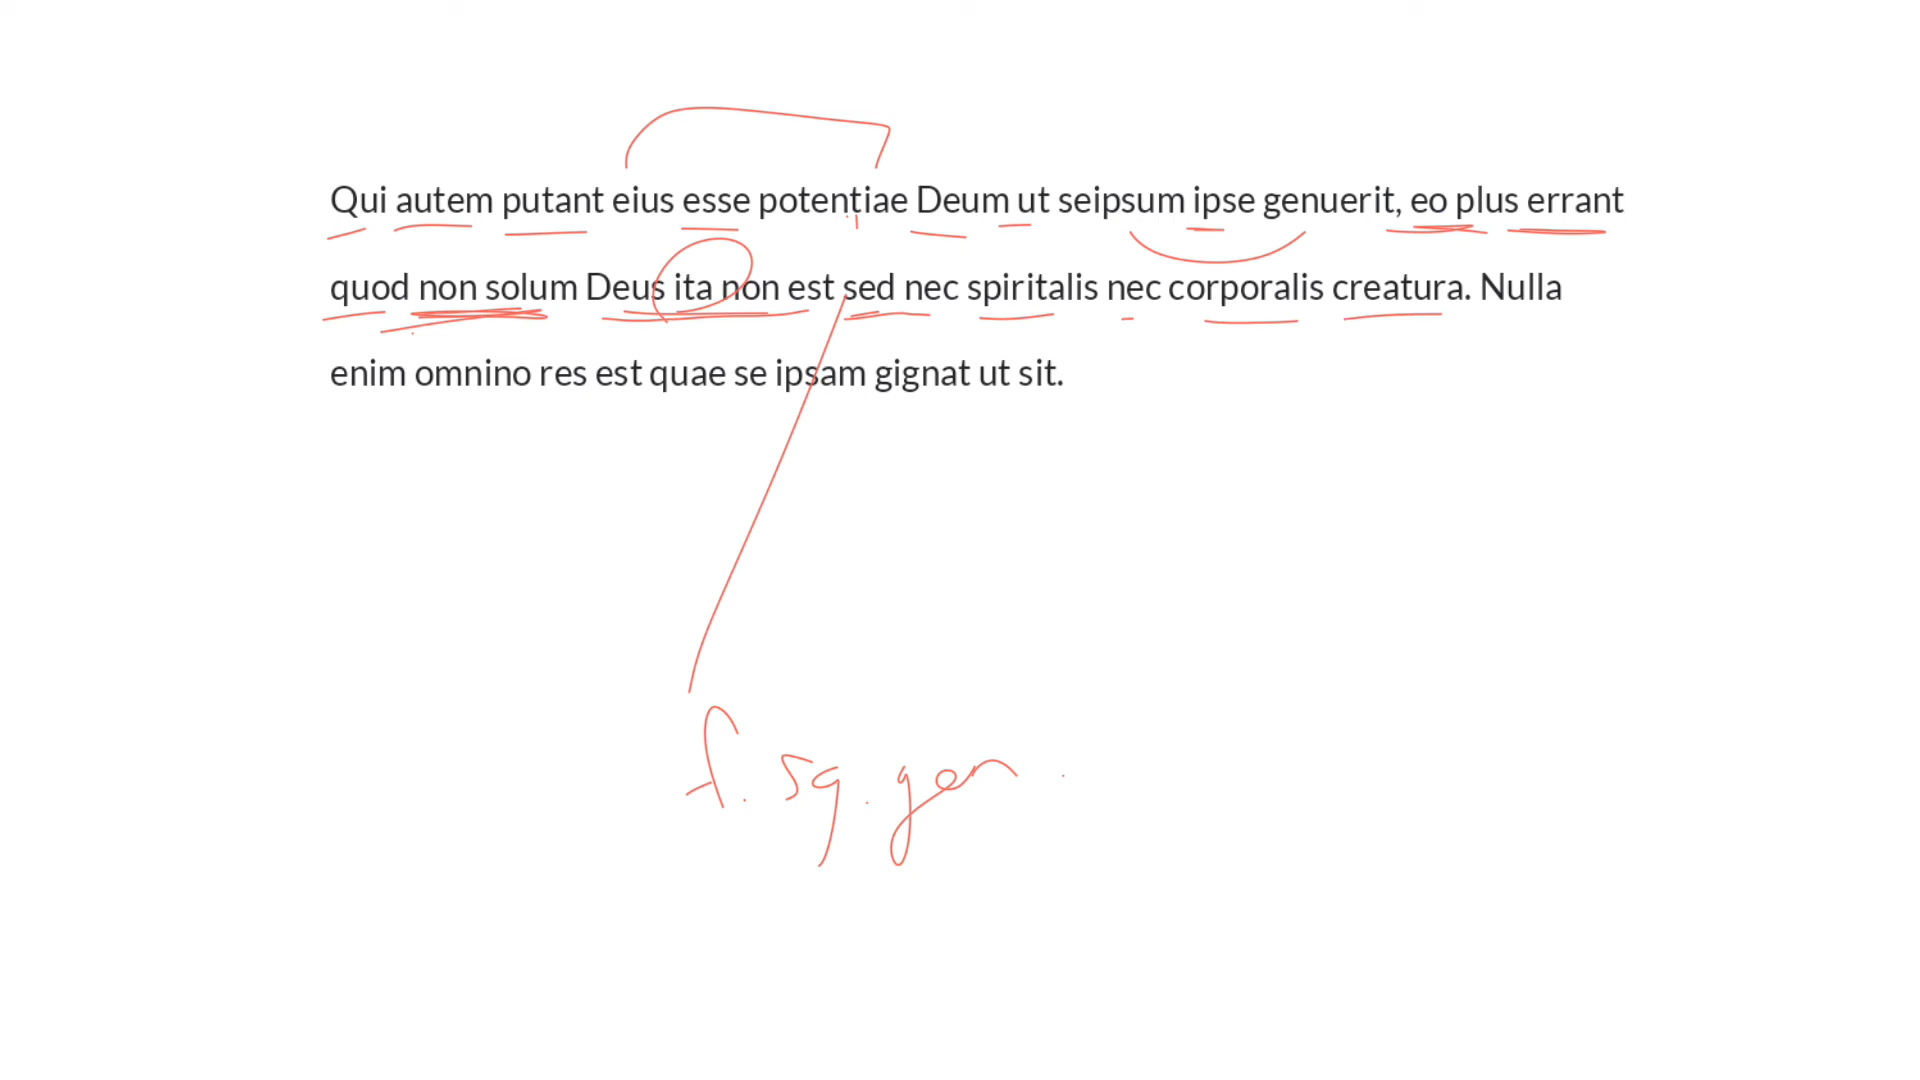 Qui autem putant eius esse potentiae Deum ut seipsum ipse genuerit, eo plus errant
quod non solum Deus ita non est sed nec spiritalis nec corporalis creatura. Nulla
enim omnino res est quae se ipsam gignat ut sit.
f. sg. gen.